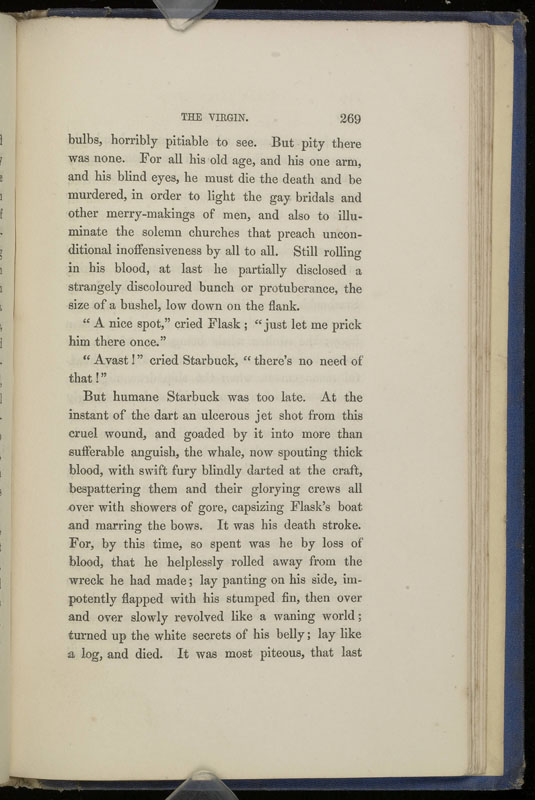 THE VIRGIN. 269
bulbs, horribly pitiable to see. But pity there
was none. For all his old age, and his one arm,
and his blind eyes, he must die the death and be
murdered, in order to light the gay bridals and
other merry-makings of men, and also to illu-
minate the solemn churches that preach uncon-
ditional inoffensiveness by all to all. Still rolling
in his blood, at last he partially disclosed a
strangely discoloured bunch or protuberance, the
size of a bushel, low down on the flank.
“A nice spot,” cried Flask; “just let me prick
him there once.”
“Avast!” cried Starbuck, “there’s no need of
that!”
But humane Starbuck was too late. At the
instant of the dart an ulcerous jet shot from this
cruel wound, and goaded by it into more than
sufferable anguish, the whale, now spouting thick
blood, with swift fury blindly darted at the craft,
bespattering them and their glorying crews all
over with showers of gore, capsizing Flask’s boat
and marring the bows. It was his death stroke.
For, by this time, so spent was he by loss of
blood, that he helplessly rolled away from the
wreck he had made; lay panting on his side, im-
potently flapped with his stumped fin, then over
and over slowly revolved like a waning world;
turned up the white secrets of his belly; lay like
a log, and died. It was most piteous, that last